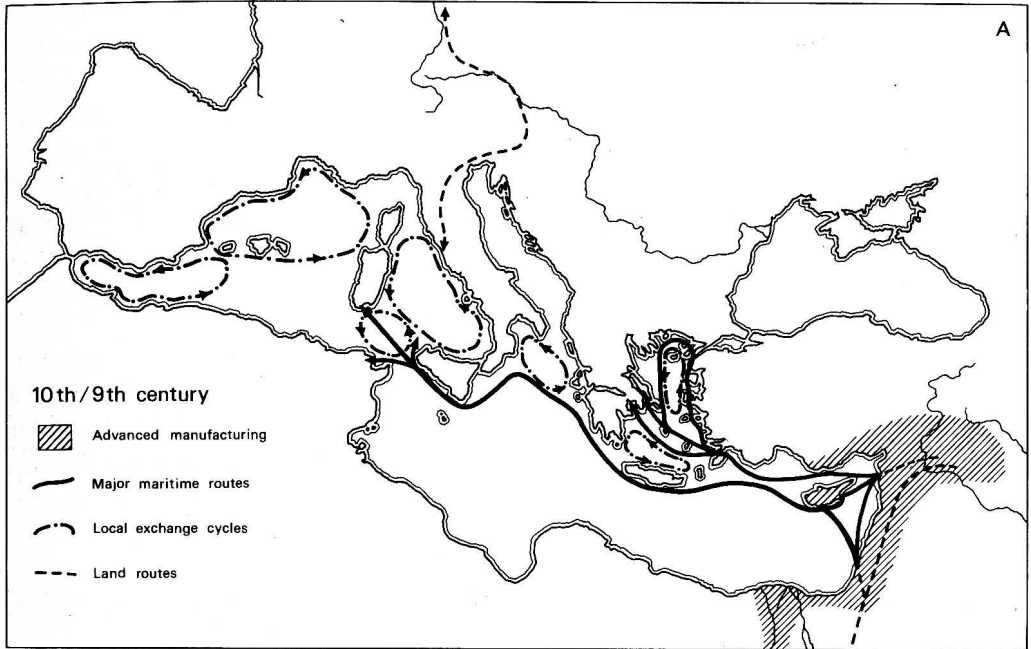 A
10th/9th century
Advanced manufacturing
Major maritime routes
Local exchange cycles
Land routes